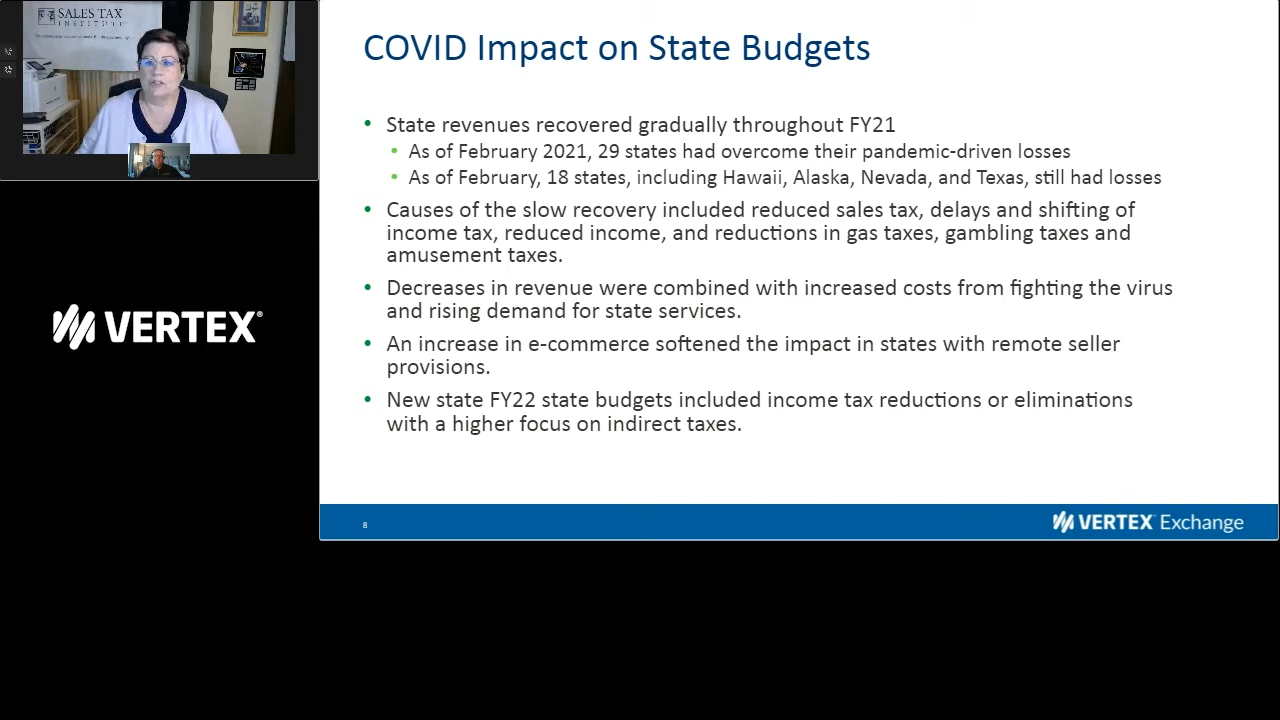 SALES TAX
INSTITUTE
COVID Impact on State Budgets
• State revenues recovered gradually throughout FY21
• As of February 2021, 29 states had overcome their pandemic-driven losses
• As of February, 18 states, including Hawaii, Alaska, Nevada, and Texas, still had losses
• Causes of the slow recovery included reduced sales tax, delays and shifting of
income tax, reduced income, and reductions in gas taxes, gambling taxes and
amusement taxes.
• Decreases in revenue were combined with increased costs from fighting the virus
and rising demand for state services.
• An increase in e-commerce softened the impact in states with remote seller
provisions.
• New state FY22 state budgets included income tax reductions or eliminations
with a higher focus on indirect taxes.
VERTEX®
8
VERTEX Exchange